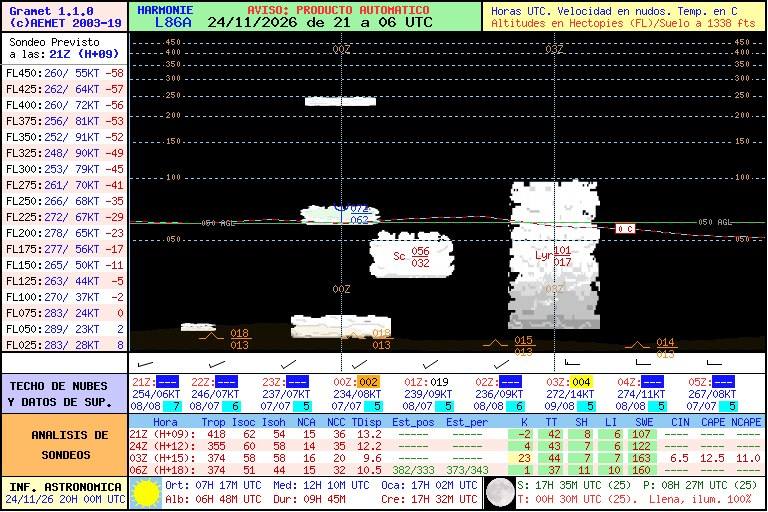 Gramet 1.1.0
(c)AEMET 2003-19
HARMONIE
L86A
AVISO: PRODUCTO AUTOMATICO
24/11/2026 de 21 a 06 UTC
Horas UTC. Velocidad en nudos. Temp. en C
Altitudes en Hectopies (FL)/Suelo a 1338 fts
Sondeo Previsto
a las: 21Z (H+09)
FL450:260/ 55KT -58
FL425:262/ 64KT -57
FL400:260/ 72KT -56
FL375:256/ 81KT -53
FL350:252/ 91KT -52
FL325:248/ 90KT -49
FL300:253/ 79KT -45
FL275:261/ 70KT -41
FL250:266/ 68KT -35
FL225:272/ 67KT -29
FL200:278/ 65KT -23
FL175:277/ 56KT -17
FL150:265/ 50KT -11
FL125:263/ 44KT -5
FL100:270/ 37KT -2
FL075:283/ 24KT 0
FL050:289/ 23KT 2
FL025:283/ 28KT 8
450 00Z 03Z 450
400 400
350 350
300 300
250 250
200 200
150 150
100 100
072
062
050 AGL 050 AGL
0 C
050 050
Sc 056
032
Lyr 101
017
00Z 03Z
018
013
018
013
015
013
014
013
TECHO DE NUBES
Y DATOS DE SUP.
21Z:--- 22Z:--- 23Z:--- 00Z:002 01Z:019 02Z:--- 03Z:004 04Z:--- 05Z:---
254/06KT 246/07KT 237/07KT 234/08KT 239/09KT 236/09KT 272/14KT 274/11KT 267/08KT
08/08 7 08/07 6 07/07 5 07/07 5 08/07 5 08/08 6 09/08 5 08/07 5 07/07 5
ANALISIS DE
SONDEOS
Hora Trop Isoc Isoh NCA NCC TDisp Est_pos Est_per K TT SH LI SWE CIN CAPE NCAPE
21Z (H+09): 418 62 54 15 36 13.2 ----- ----- -2 42 8 6 107 ---- ---- ----
24Z (H+12): 355 60 58 14 35 12.2 ----- ----- 4 43 7 6 122 ---- ---- ----
03Z (H+15): 374 58 58 16 20 9.6 ----- ----- 23 44 7 7 163 6.5 12.5 11.0
06Z (H+18): 374 51 44 15 32 10.5 382/333 373/343 1 37 11 10 160 ---- ---- ----
INF. ASTRONOMICA
24/11/26 20H 00M UTC
Ort: 07H 17M UTC Med: 12H 10M UTC Oca: 17H 02M UTC
Alb: 06H 48M UTC Dur: 09H 45M Cre: 17H 32M UTC
S: 17H 35M UTC (25) P: 08H 27M UTC (25)
T: 00H 30M UTC (25). Llena, ilum. 100%